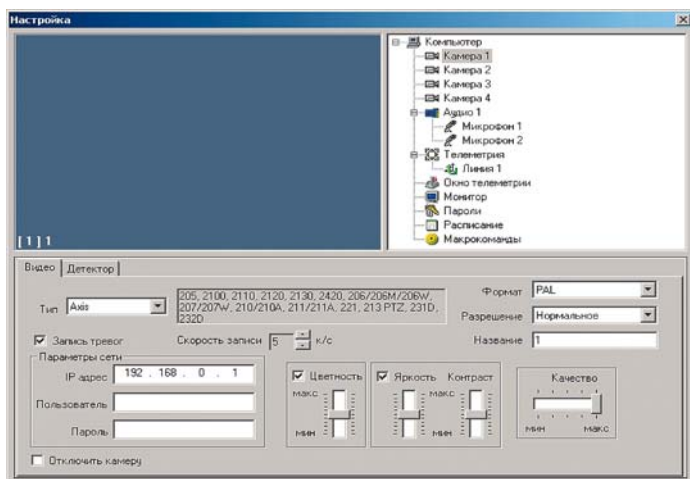 Настройка
[1] 1
Компьютер
Камера 1
Камера 2
Камера 3
Камера 4
Аудио 1
Микрофон 1
Микрофон 2
Телеметрия
Линия 1
Окно телеметрии
Монитор
Пароли
Расписание
Макрокоманды
Видео Детектор
Тип Axis
205, 2100, 2110, 2120, 2130, 2420, 206/206M/206W,
207/207W, 210/210A, 211/211A, 221, 213 PTZ, 231D,
232D
Формат PAL
Разрешение Нормальное
Запись тревог Скорость записи 5 к/с Название 1
Параметры сети
IP-адрес 192 . 168 . 0 . 1
Пользователь
Пароль
Отключить камеру
Цветность
макс
мин
Яркость Контраст
макс
мин
Качество
мин макс